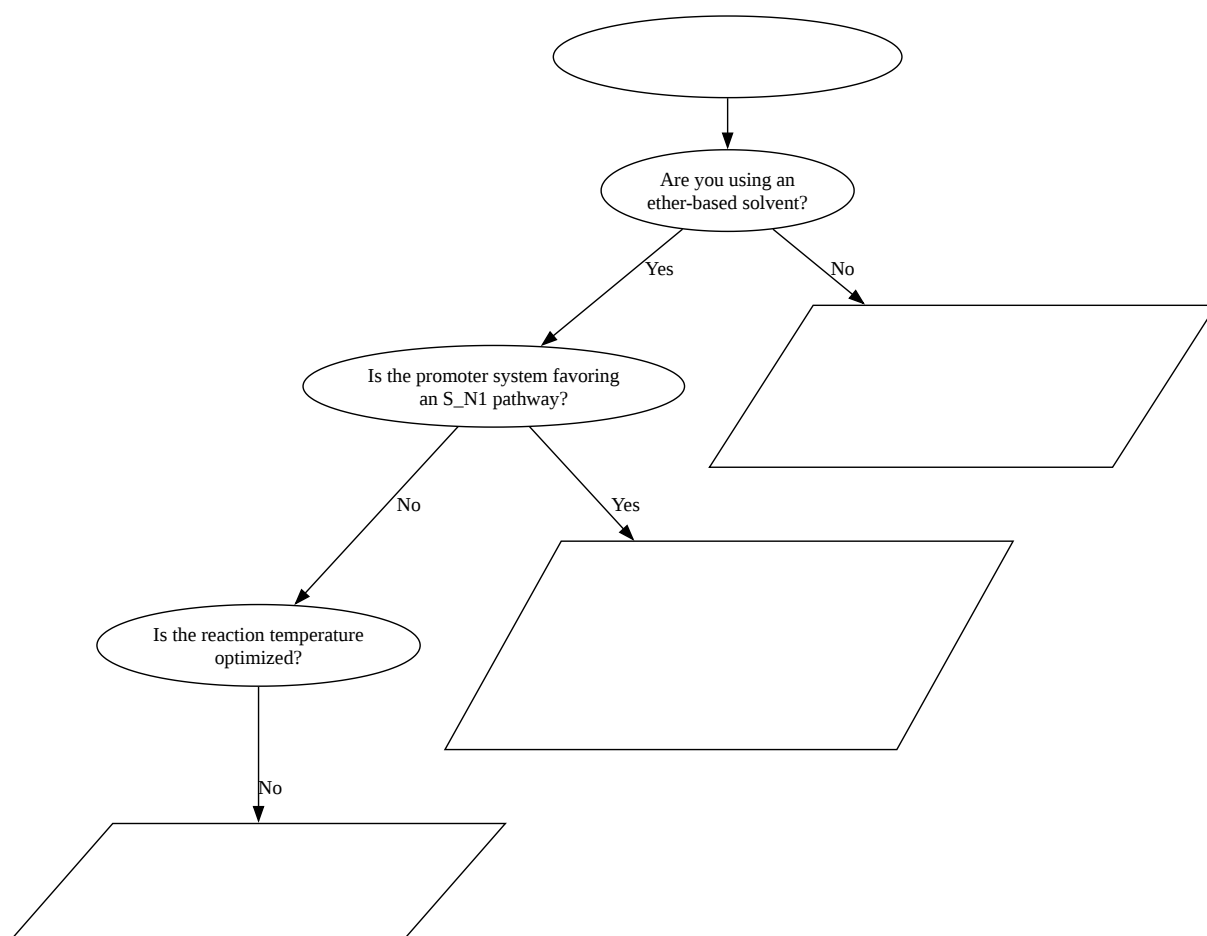 Are you using an
ether-based solvent?
Yes
No
Is the promoter system favoring
an S_N1 pathway?
No
Yes
Is the reaction temperature
optimized?
No